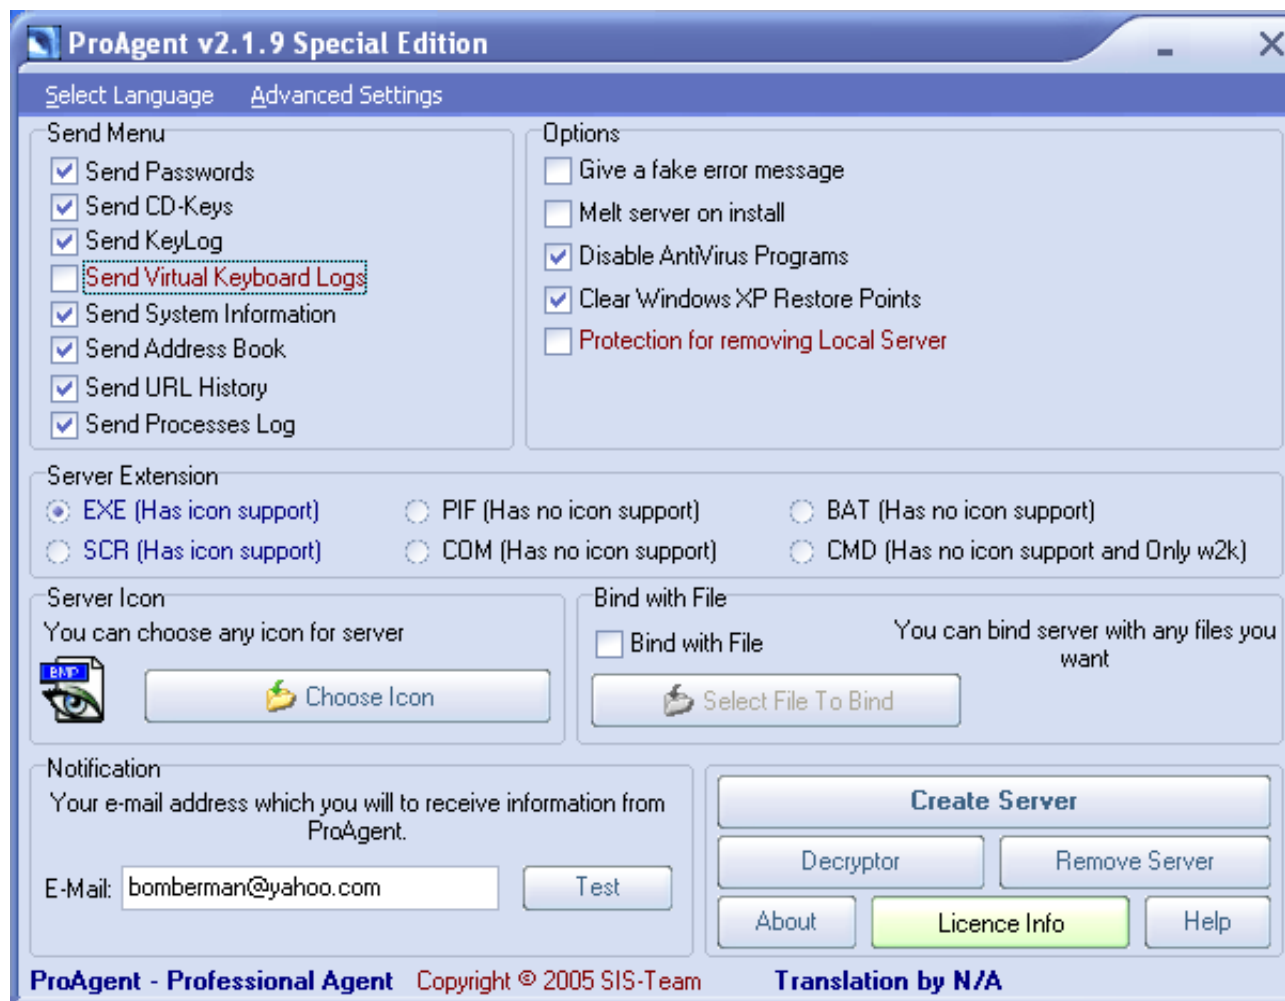 ProAgent v2.1.9 Special Edition
Select Language Advanced Settings
Send Menu
Send Passwords
Send CD-Keys
Send KeyLog
Send Virtual Keyboard Logs
Send System Information
Send Address Book
Send URL History
Send Processes Log
Options
Give a fake error message
Melt server on install
Disable AntiVirus Programs
Clear Windows XP Restore Points
Protection for removing Local Server
Server Extension
EXE (Has icon support) PIF (Has no icon support) BAT (Has no icon support)
SCR (Has icon support) COM (Has no icon support) CMD (Has no icon support and Only w2k)
Server Icon
You can choose any icon for server
BMP
Choose Icon
Bind with File
Bind with File
You can bind server with any files you
want
Select File To Bind
Notification
Your e-mail address which you will to receive information from
ProAgent.
E-Mail: bomberman@yahoo.com Test
Create Server
Decryptor Remove Server
About Licence Info Help
ProAgent - Professional Agent Copyright © 2005 SIS-Team Translation by N/A